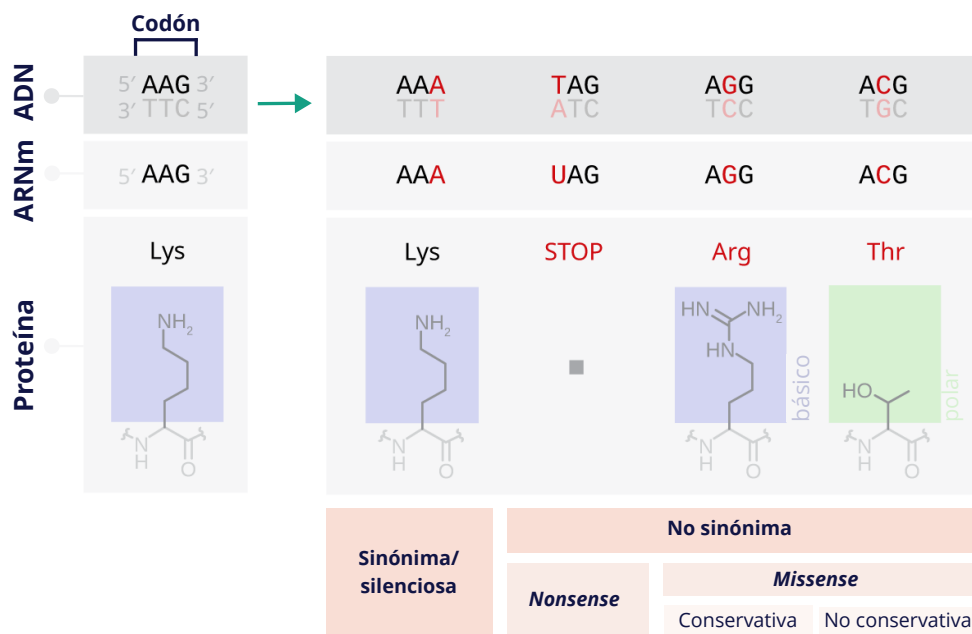 Codón
ADN
5′ AAG 3′
3′ TTC 5′
AAA
TTT
TAG
ATC
AGG
TCC
ACG
TGC
ARNm
5′ AAG 3′
AAA
UAG
AGG
ACG
Proteína
Lys
Lys
STOP
Arg
Thr
NH2
N
H
O
NH2
N
H
O
HN
NH2
HN
básico
N
H
O
HO
polar
N
H
O
Sinónima/
silenciosa
No sinónima
Nonsense
Missense
Conservativa
No conservativa